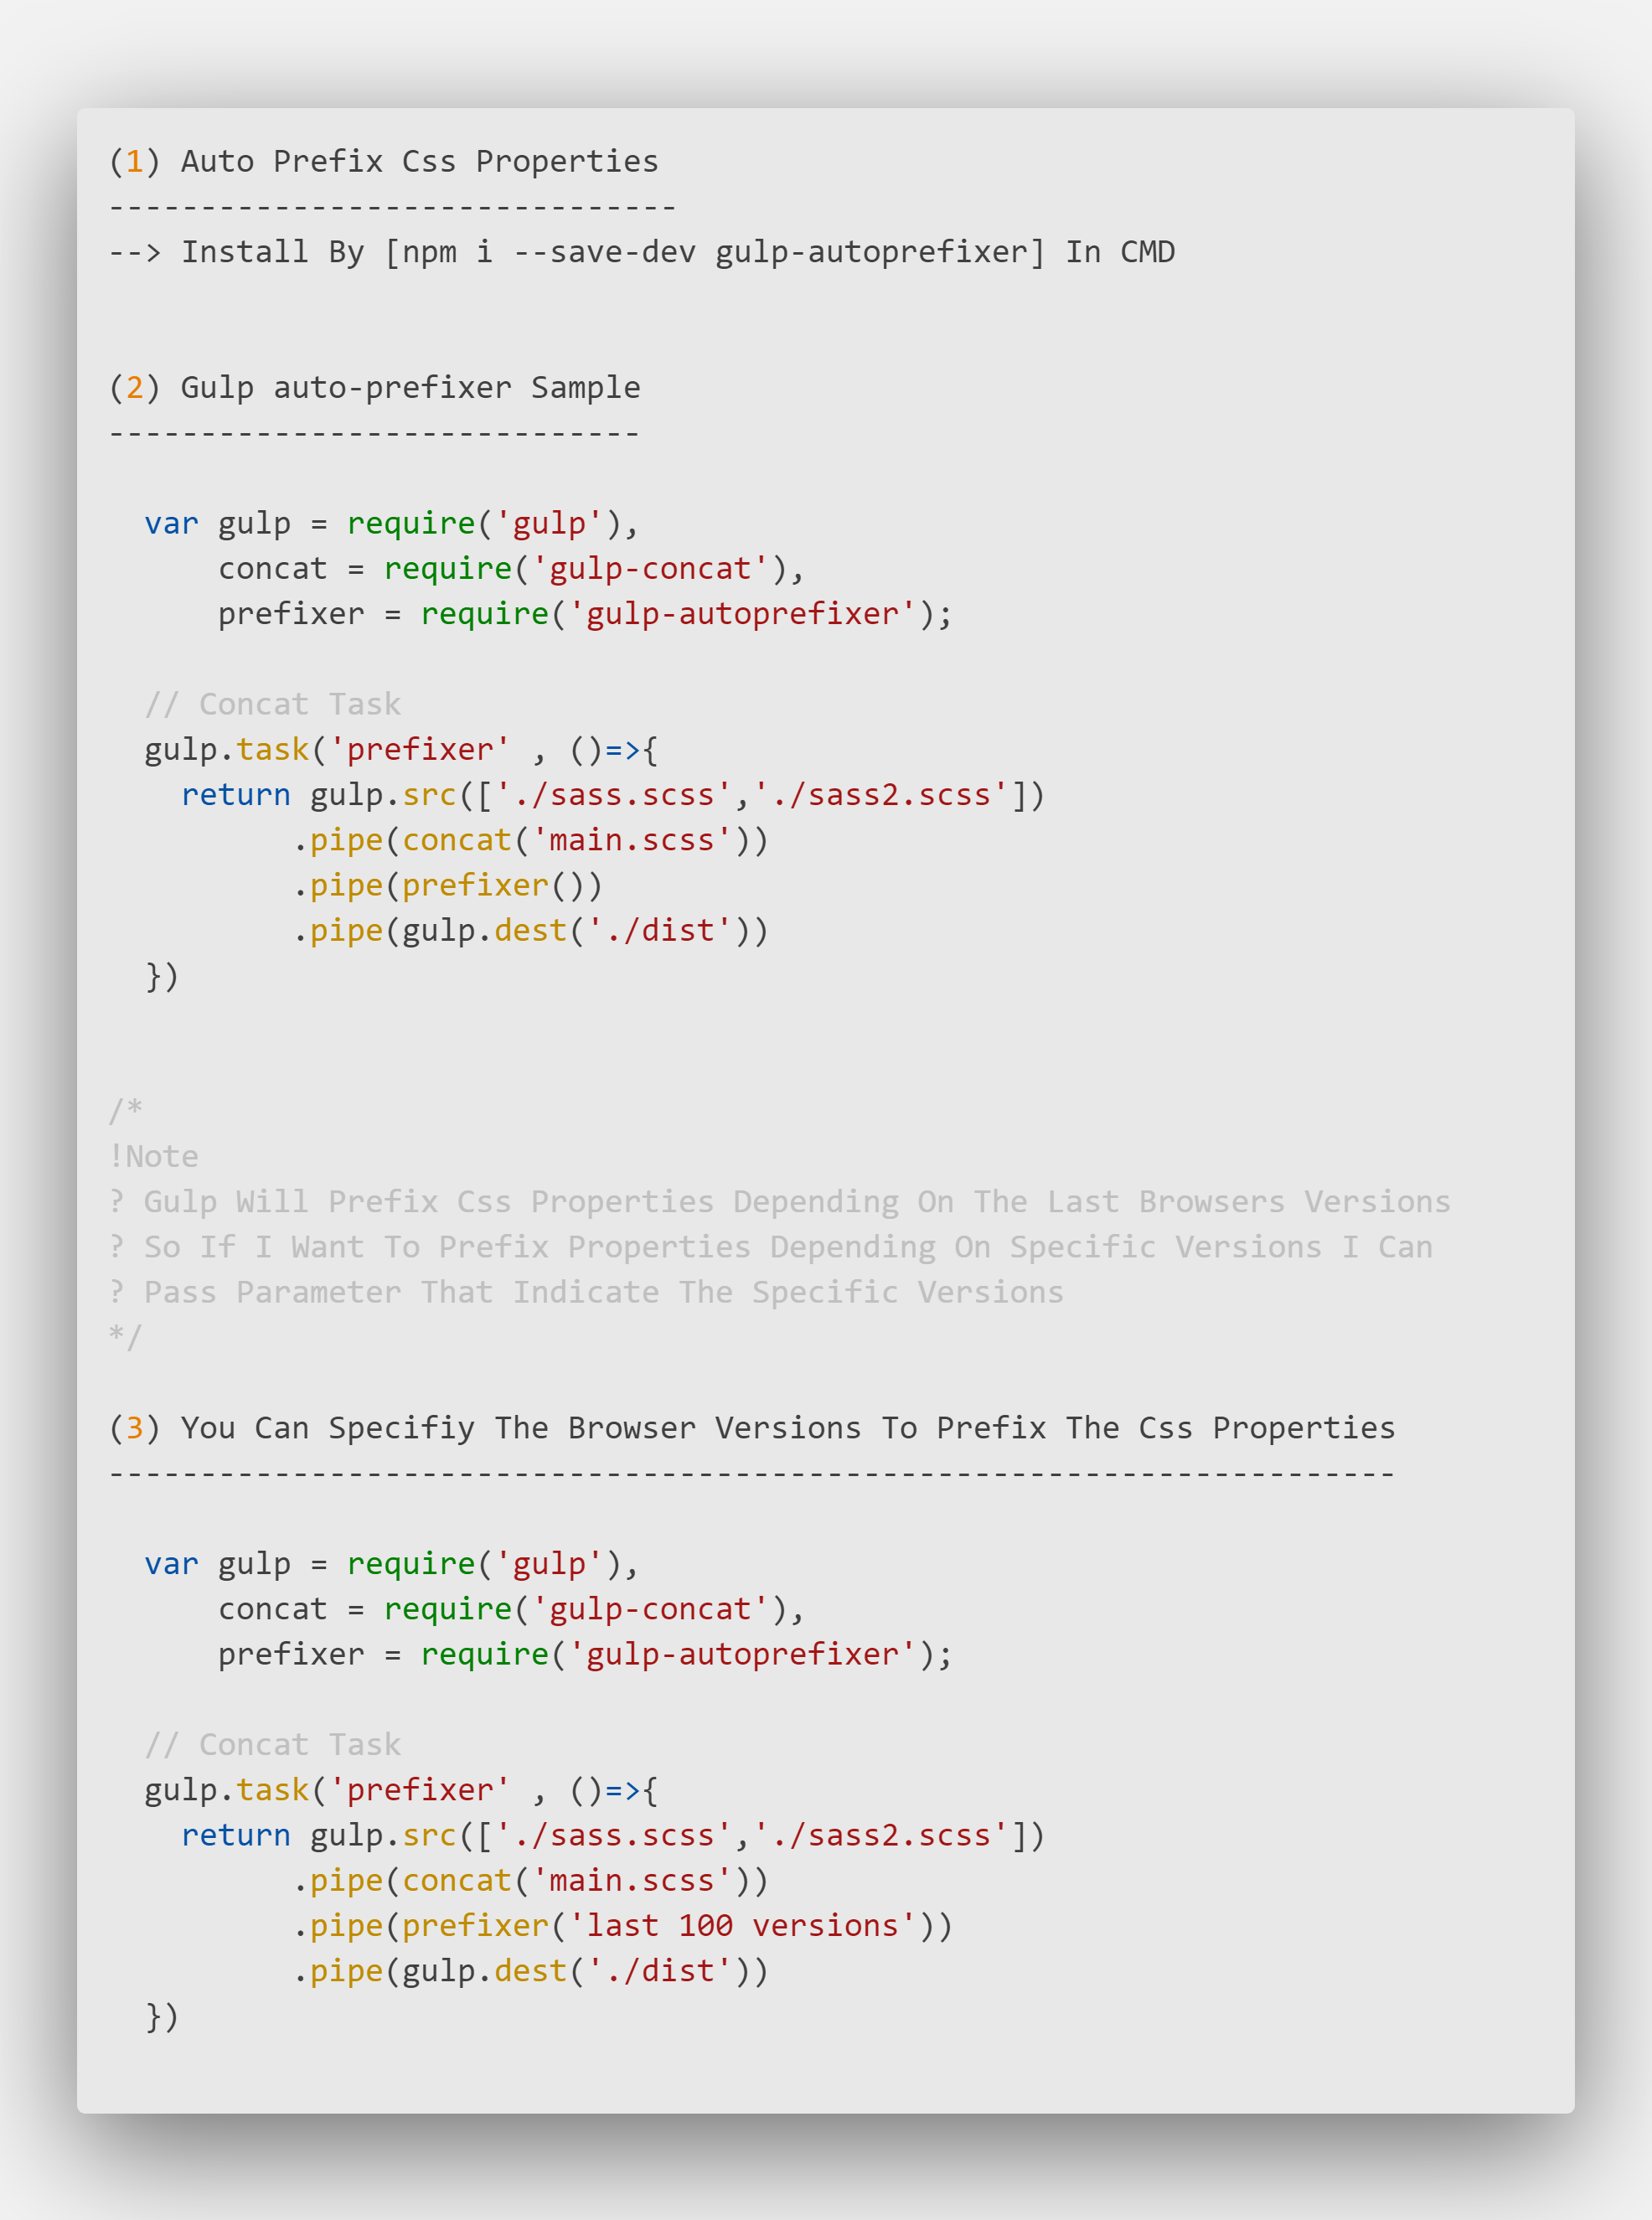 (1) Auto Prefix Css Properties
-------------------------------
--> Install By [npm i --save-dev gulp-autoprefixer] In CMD
(2) Gulp auto-prefixer Sample
-----------------------------
var gulp = require('gulp'),
concat = require('gulp-concat'),
prefixer = require('gulp-autoprefixer');
// Concat Task
gulp.task('prefixer' , ()=>{
return gulp.src(['./sass.scss','./sass2.scss'])
.pipe(concat('main.scss'))
.pipe(prefixer())
.pipe(gulp.dest('./dist'))
})
/*
!Note
? Gulp Will Prefix Css Properties Depending On The Last Browsers Versions
? So If I Want To Prefix Properties Depending On Specific Versions I Can
? Pass Parameter That Indicate The Specific Versions
*/
(3) You Can Specifiy The Browser Versions To Prefix The Css Properties
----------------------------------------------------------------------
var gulp = require('gulp'),
concat = require('gulp-concat'),
prefixer = require('gulp-autoprefixer');
// Concat Task
gulp.task('prefixer' , ()=>{
return gulp.src(['./sass.scss','./sass2.scss'])
.pipe(concat('main.scss'))
.pipe(prefixer('last 100 versions'))
.pipe(gulp.dest('./dist'))
})